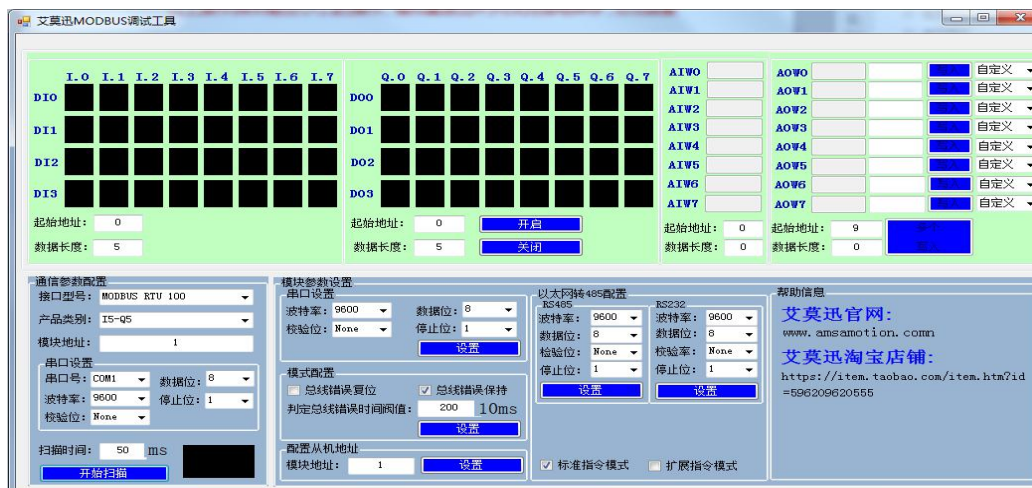 艾莫迅MODBUS调试工具
I.0 I.1 I.2 I.3 I.4 I.5 I.6 I.7
DI0
DI1
DI2
DI3
起始地址: 0
数据长度: 5
Q.0 Q.1 Q.2 Q.3 Q.4 Q.5 Q.6 Q.7
DO0
DO1
DO2
DO3
起始地址: 0 开启
数据长度: 5 关闭
AIW0
AIW1
AIW2
AIW3
AIW4
AIW5
AIW6
AIW7
起始地址: 0
数据长度: 0
AOW0 自定义
AOW1 自定义
AOW2 自定义
AOW3 自定义
AOW4 自定义
AOW5 自定义
AOW6 自定义
AOW7 自定义
起始地址: 9
数据长度: 0
通信参数配置
接口型号: MODBUS RTU 100
产品类别: I5-Q5
模块地址: 1
串口设置
串口号: COM1 数据位: 8
波特率: 9600 停止位: 1
校验位: None
扫描时间: 50 ms
开始扫描
模块参数设置
串口设置
波特率: 9600 数据位: 8
校验位: None 停止位: 1
设置
模式配置
总线错误复位 总线错误保持
判定总线错误时间阀值: 200 10ms
设置
配置从机地址
模块地址: 1 设置
以太网转485配置
RS485
波特率: 9600
数据位: 8
检验位: None
停止位: 1
设置
RS232
波特率: 9600
数据位: 8
校验率: None
停止位: 1
设置
标准指令模式 扩展指令模式
帮助信息
艾莫迅官网:
www.amsamotion.comn
艾莫迅淘宝店铺:
https://item.taobao.com/item.htm?id
=596209620555